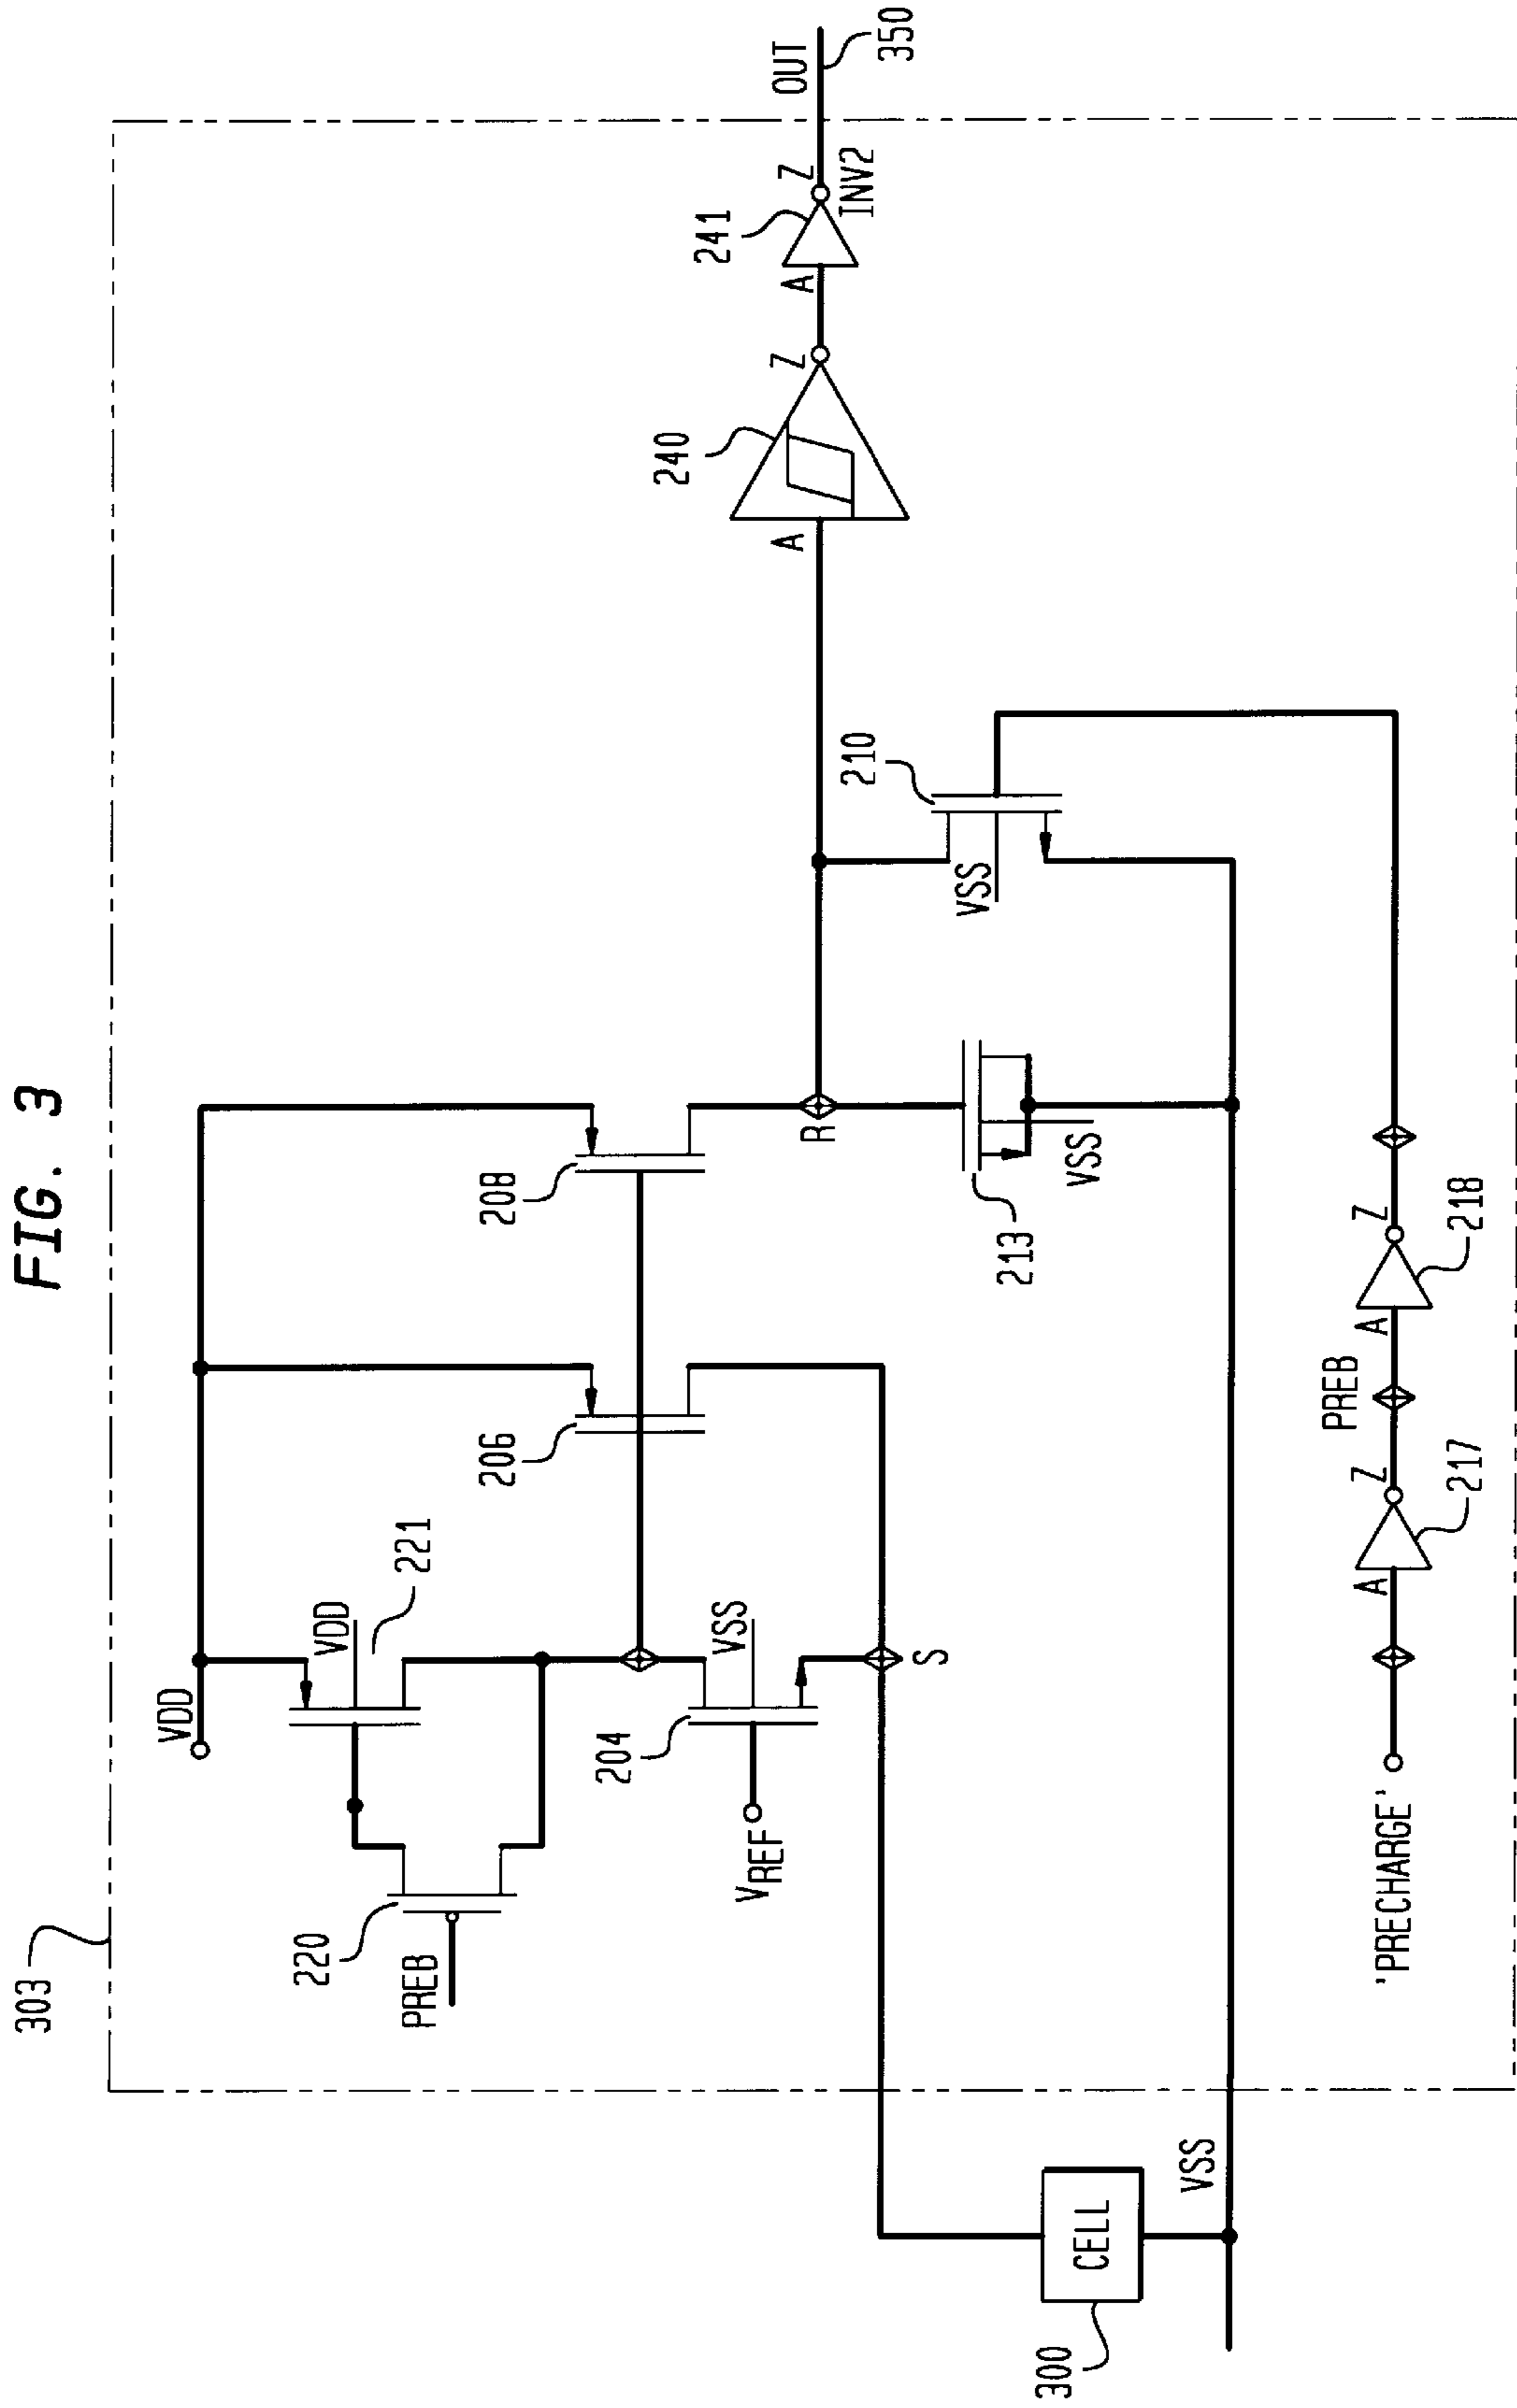 FIG. 3
303
VDD
VDD
221
220
PREB
206
208
204
VSS
VREF
S
R
213
VSS
210
VSS
A
240
Z
A
241
Z
INV2
OUT
350
300
CELL
VSS
'PRECHARGE'
A
217
Z
PREB
A
218
Z